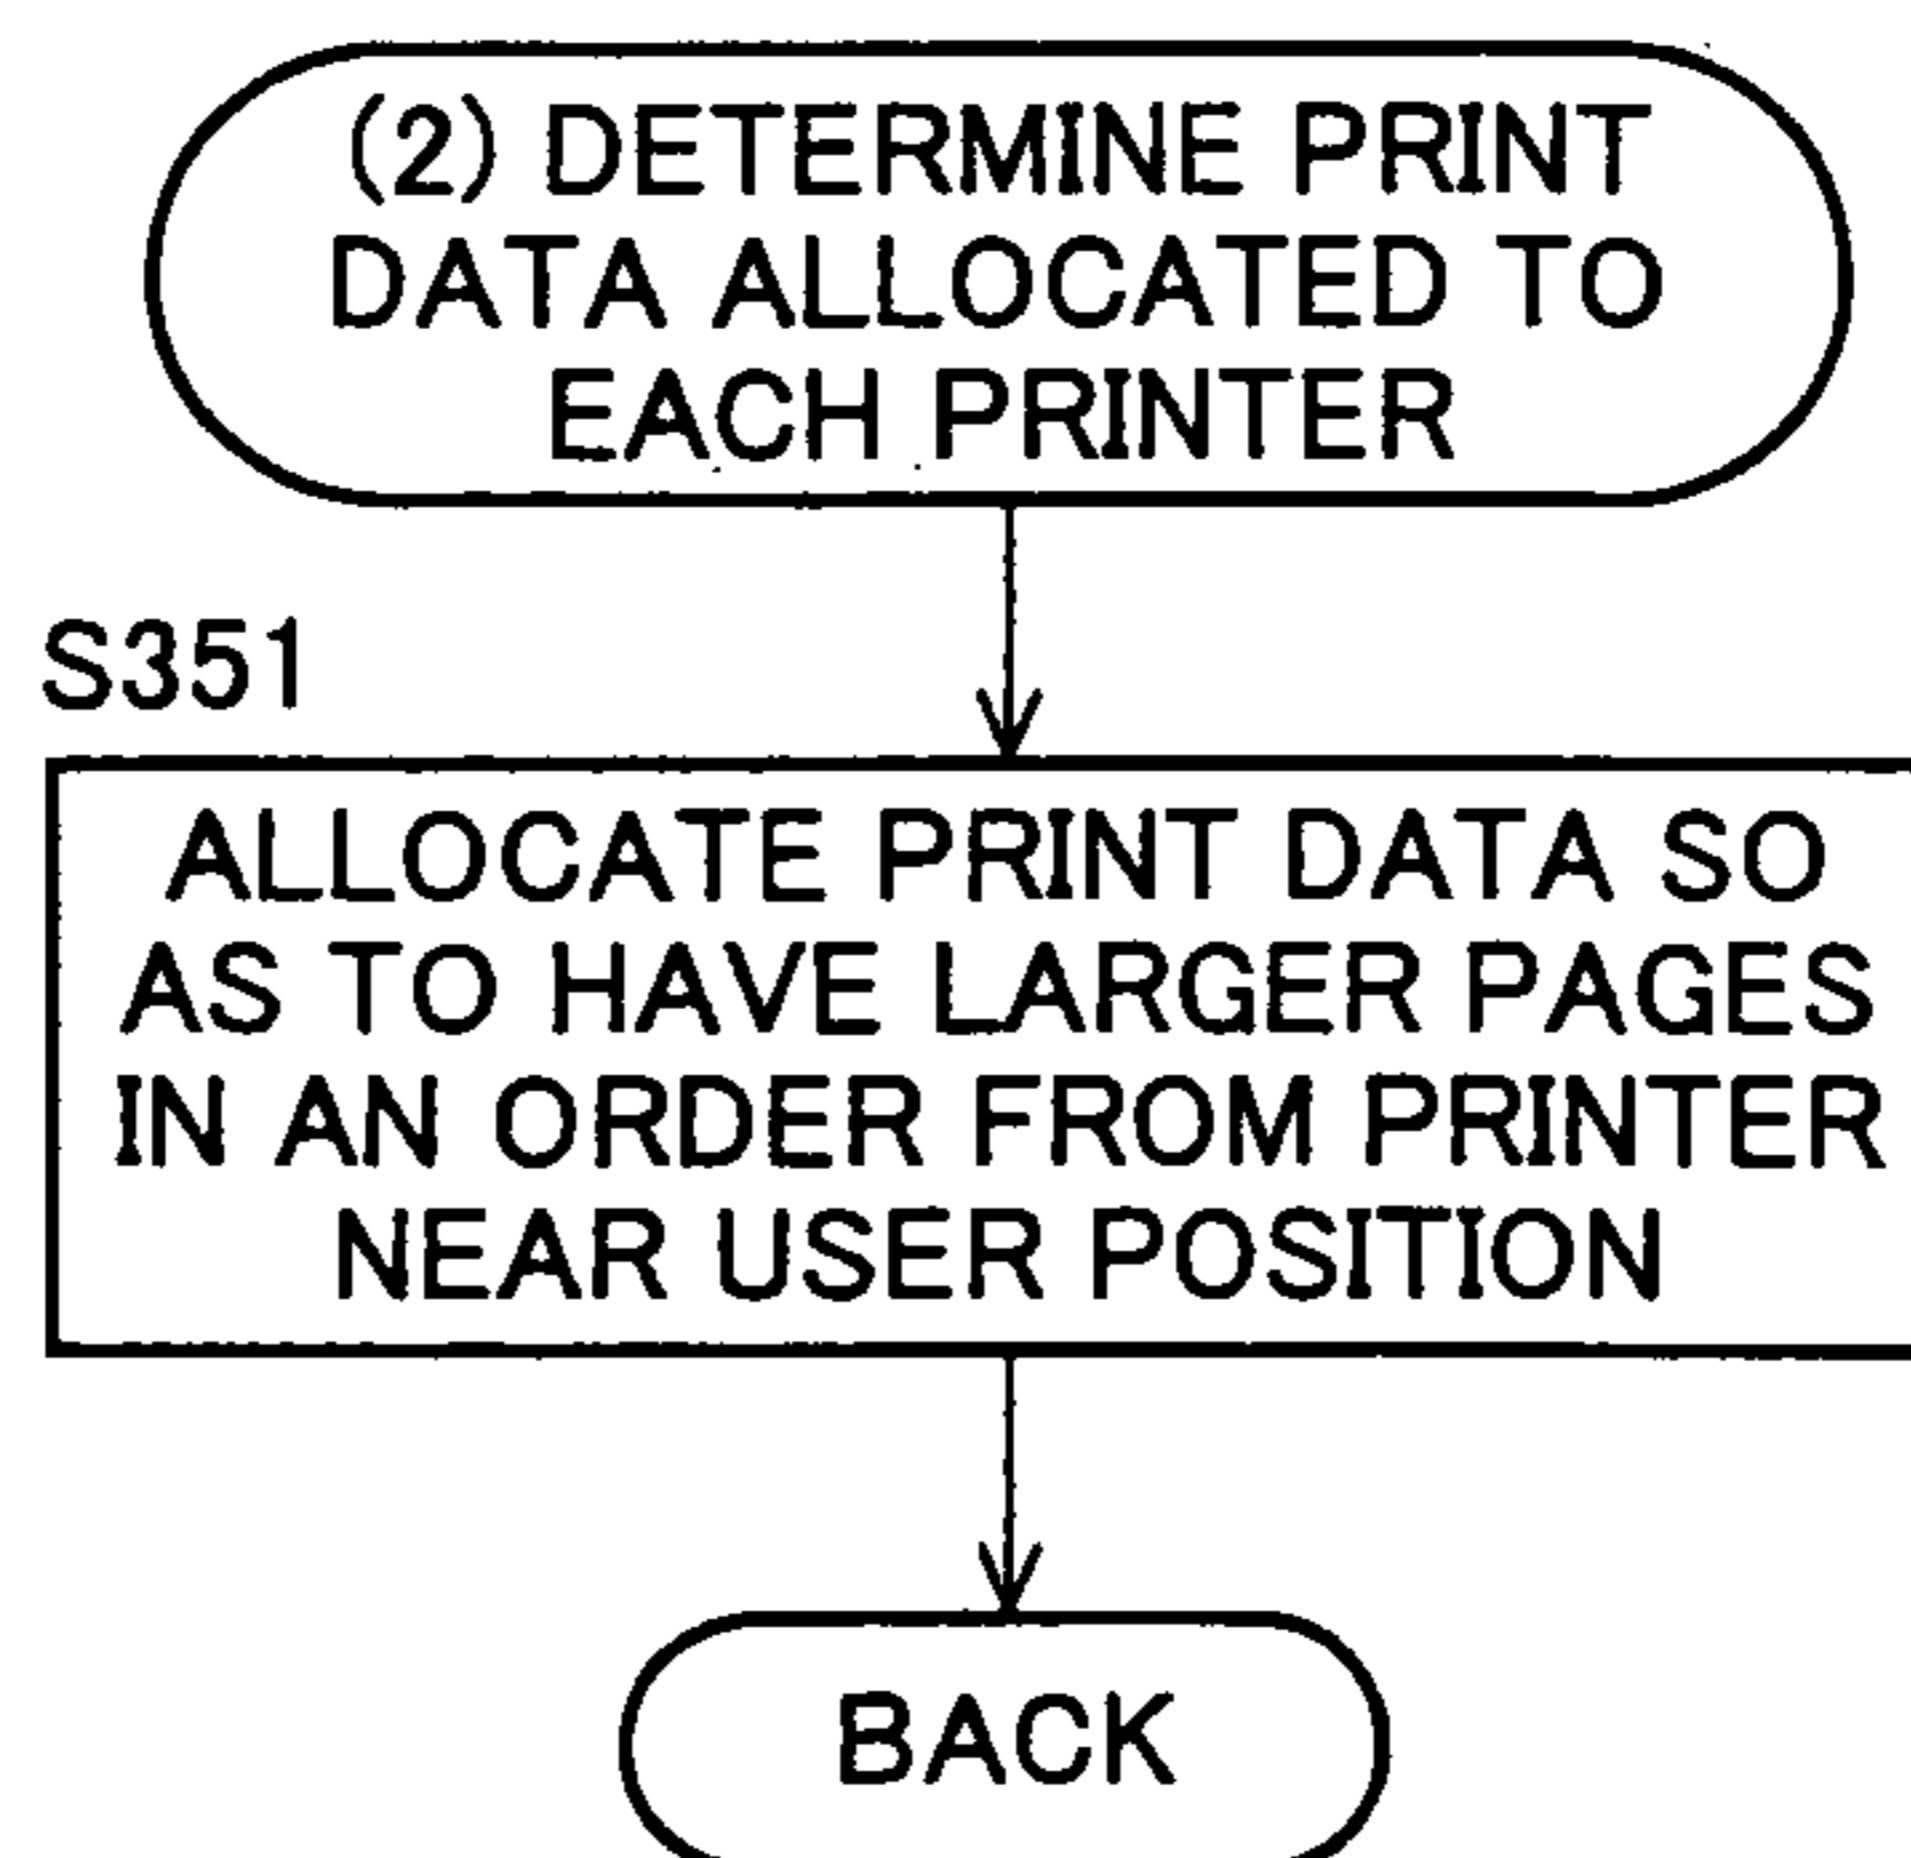 (2) DETERMINE PRINT
DATA ALLOCATED TO
EACH PRINTER
S351
ALLOCATE PRINT DATA SO
AS TO HAVE LARGER PAGES
IN AN ORDER FROM PRINTER
NEAR USER POSITION
BACK